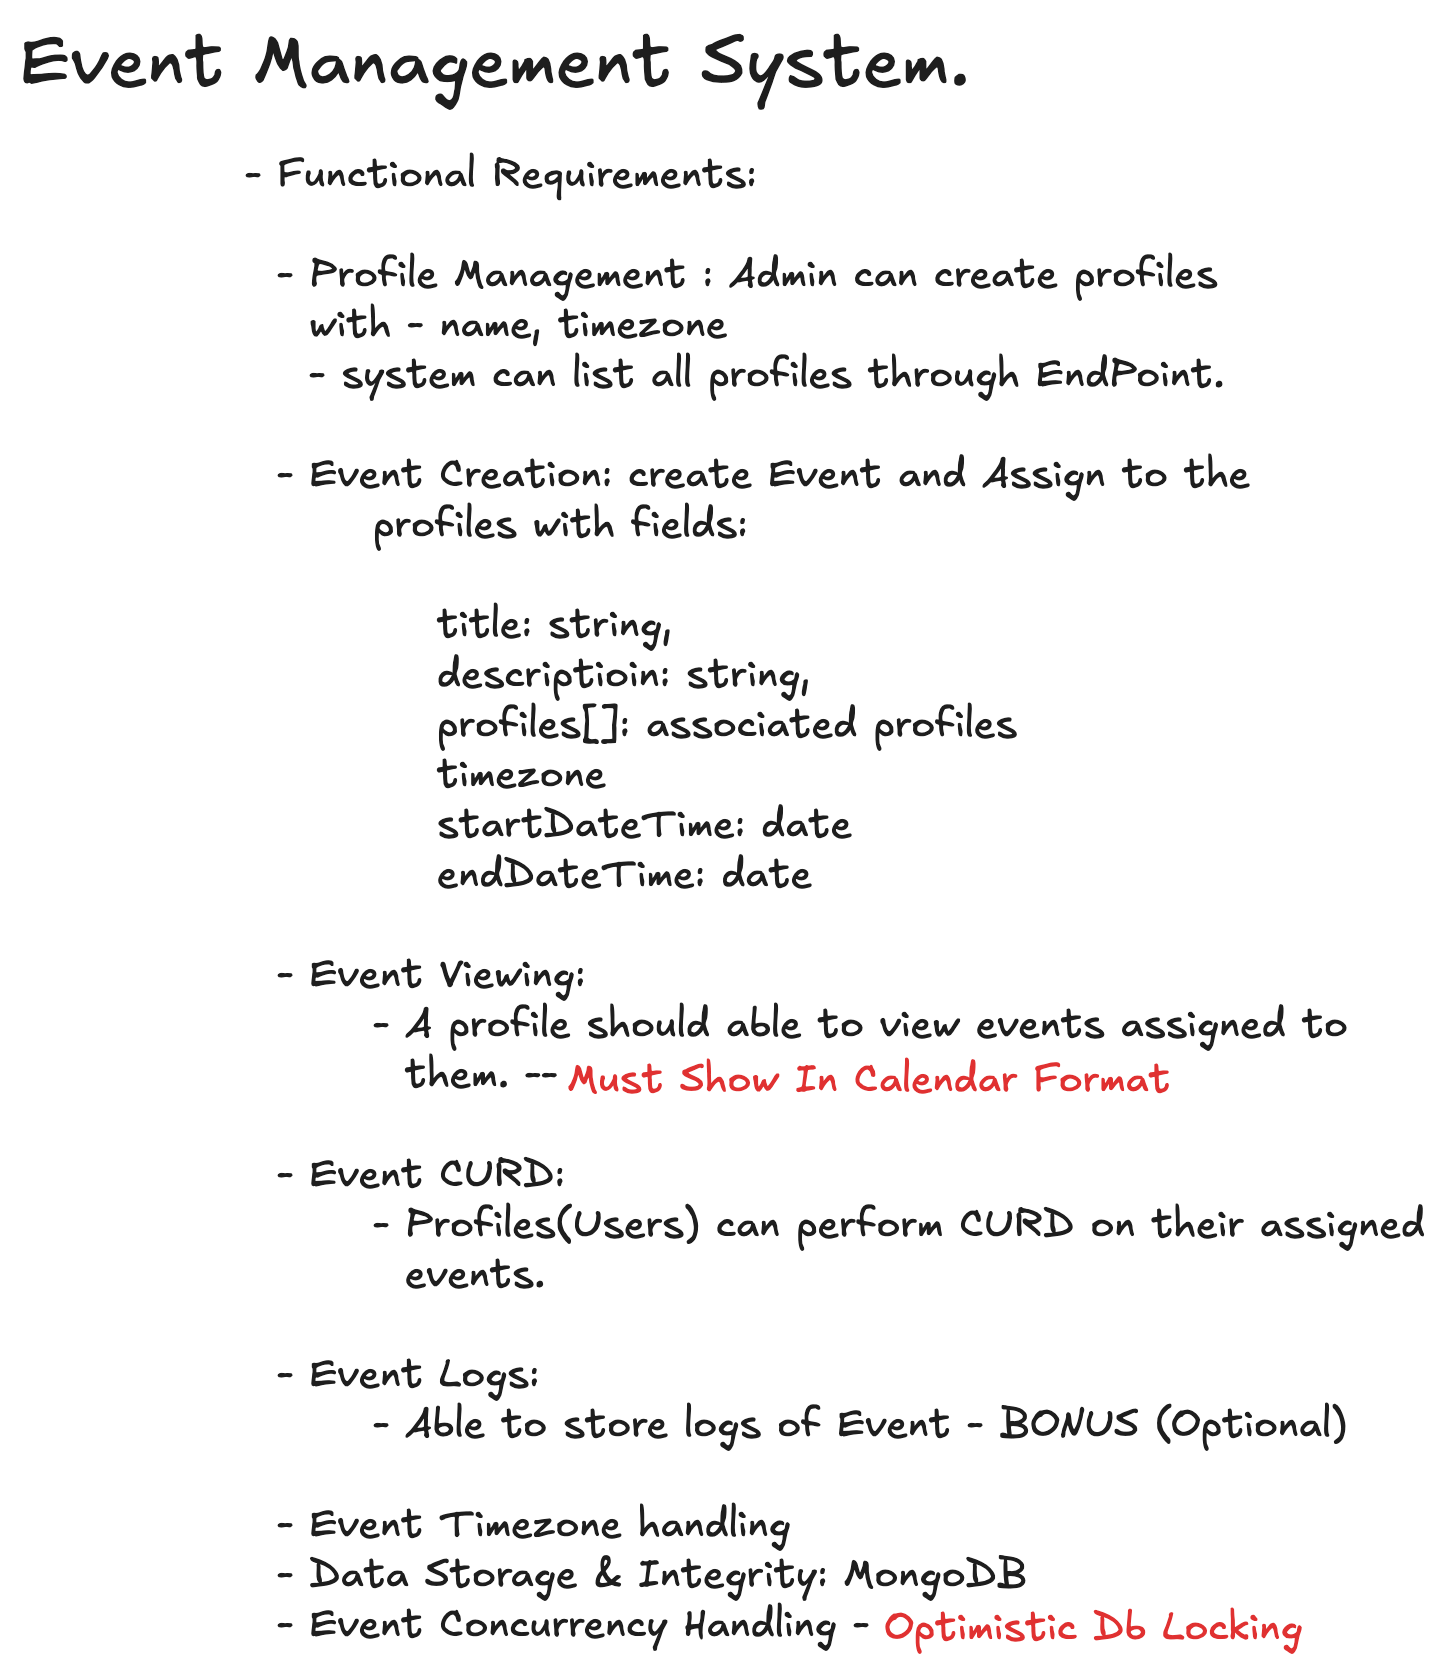 Event Management System.
- Functional Requirements:
- Profile Management : Admin can create profiles
with - name, timezone
- system can list all profiles through EndPoint.
- Event Creation: create Event and Assign to the
profiles with fields:
title: string,
descriptioin: string,
profiles[]: associated profiles
timezone
startDateTime: date
endDateTime: date
- Event Viewing:
- A profile should able to view events assigned to
them. -- Must Show In Calendar Format
- Event CURD:
- Profiles(Users) can perform CURD on their assigned
events.
- Event Logs:
- Able to store logs of Event - BONUS (Optional)
- Event Timezone handling
- Data Storage & Integrity: MongoDB
- Event Concurrency Handling - Optimistic Db Locking